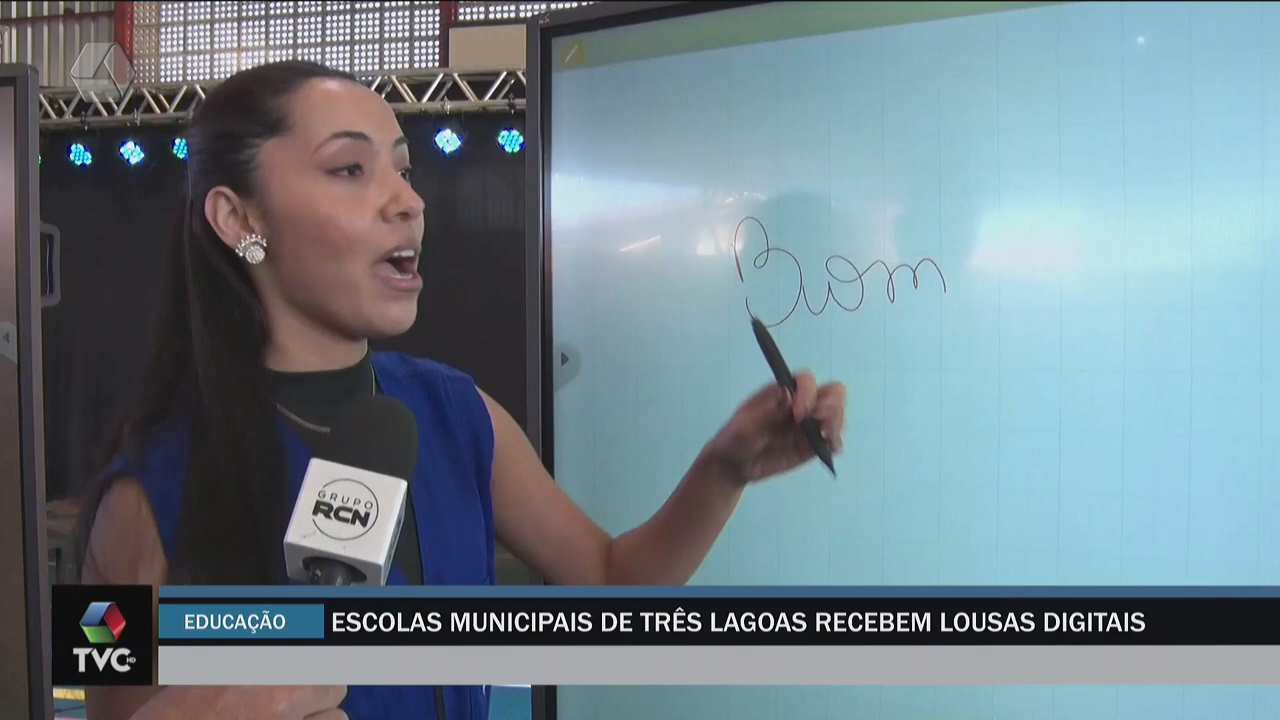 Bom
GRUPO
RCN
EDUCAÇÃO
ESCOLAS MUNICIPAIS DE TRÊS LAGOAS RECEBEM LOUSAS DIGITAIS
TVC HD